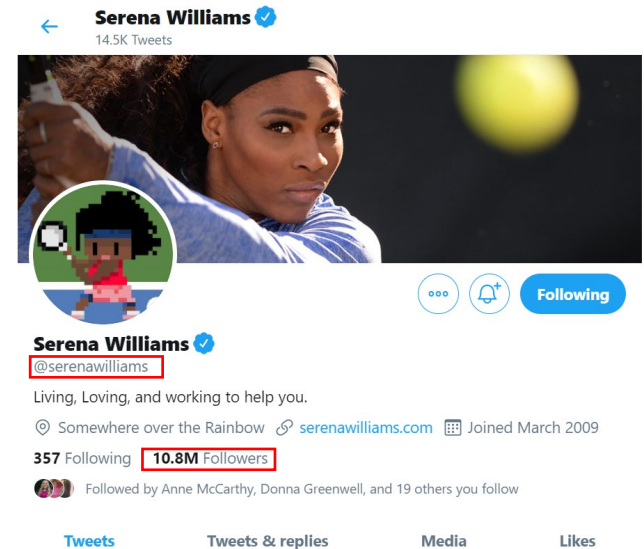 Serena Williams
14.5K Tweets
Following
Serena Williams
@serenawilliams
Living, Loving, and working to help you.
Somewhere over the Rainbow serenawilliams.com Joined March 2009
357 Following 10.8M Followers
Followed by Anne McCarthy, Donna Greenwell, and 19 others you follow
Tweets Tweets & replies Media Likes